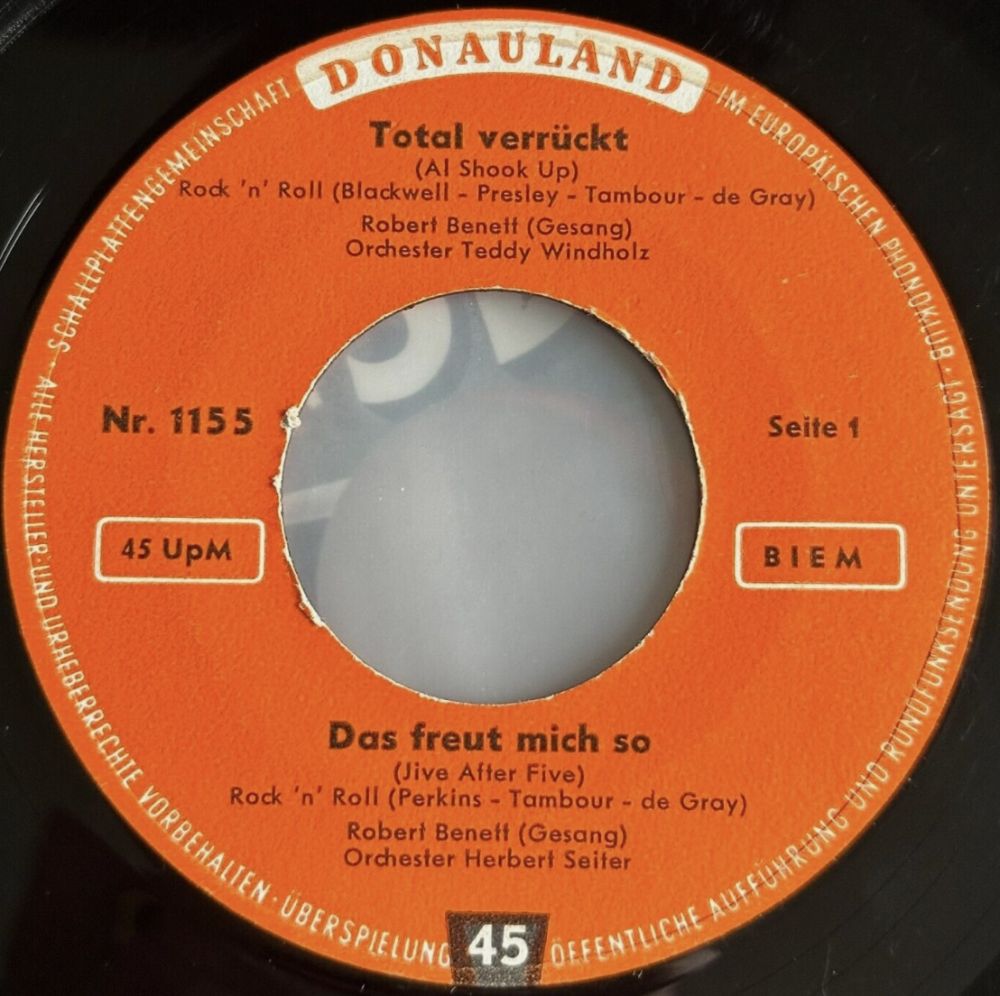 DONAULAND
Total verrückt
(Al Shook Up)
Rock 'n' Roll (Blackwell - Presley - Tambour - de Gray)
Robert Benett (Gesang)
Orchester Teddy Windholz
Nr. 1155
Seite 1
45 UpM
BIEM
Das freut mich so
(Jive After Five)
Rock 'n' Roll (Perkins - Tambour - de Gray)
Robert Benett (Gesang)
Orchester Herbert Seiter
45
SCHALLPLATTENGEMEINSCHAFT IM EUROPÄISCHEN PHONOKLUB · ALLE HERSTELLER- UND URHEBERRECHTE VORBEHALTEN · ÜBERSPIELUNG ÖFFENTLICHE AUFFÜHRUNG UND RUNDFUNKSENDUNG UNTERSAGT ·